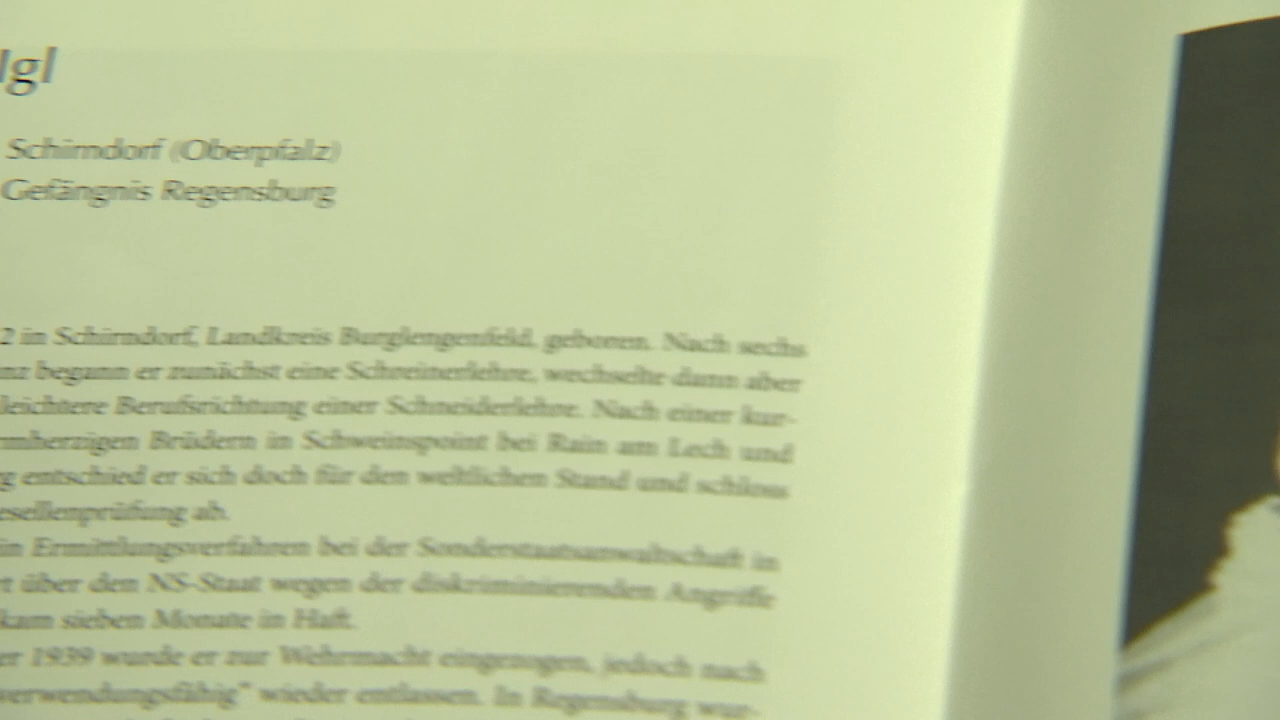 Igl
Schirndorf (Oberpfalz)
Gefängnis Regensburg
2 in Schirndorf, Landkreis Burglengenfeld, geboren. Nach sechs
nz begann er zunächst eine Schreinerlehre, wechselte dann aber
leichtere Berufsrichtung einer Schneiderlehre. Nach einer kur-
rmherzigen Brüdern in Schweinspoint bei Rain am Lech und
g entschied er sich doch für den weltlichen Stand und schloss
esellenprüfung ab.
in Ermittlungsverfahren bei der Sonderstaatsanwaltschaft in
t über den NS-Staat wegen der diskriminierenden Angriffe
kam sieben Monate in Haft.
er 1939 wurde er zur Wehrmacht eingezogen, jedoch nach
verwendungsfähig" wieder entlassen. In Regensburg wur-